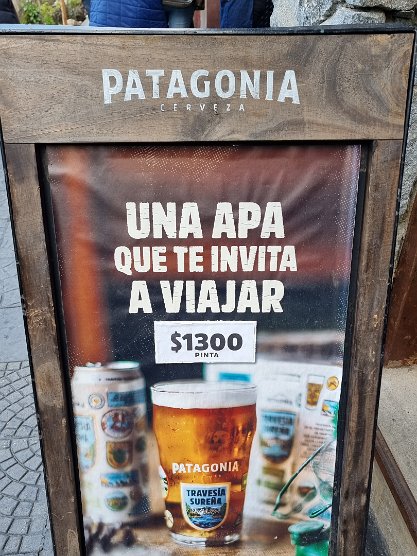 PATAGONIA
CERVEZA
UNA APA
QUE TE INVITA
A VIAJAR
$1300
PINTA
PATAGONIA
TRAVESÍA
SUREÑA